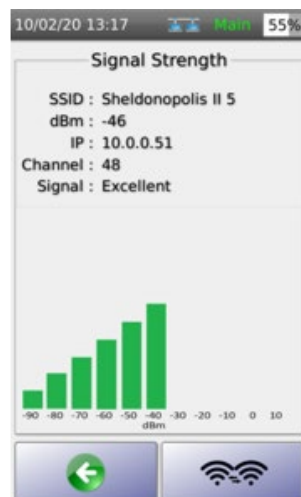 10/02/20 13:17 Main 55%
Signal Strength
SSID : Sheldonopolis II 5
dBm : -46
IP : 10.0.0.51
Channel : 48
Signal : Excellent
-90 -80 -70 -60 -50 -40 -30 -20 -10 0 10
dBm